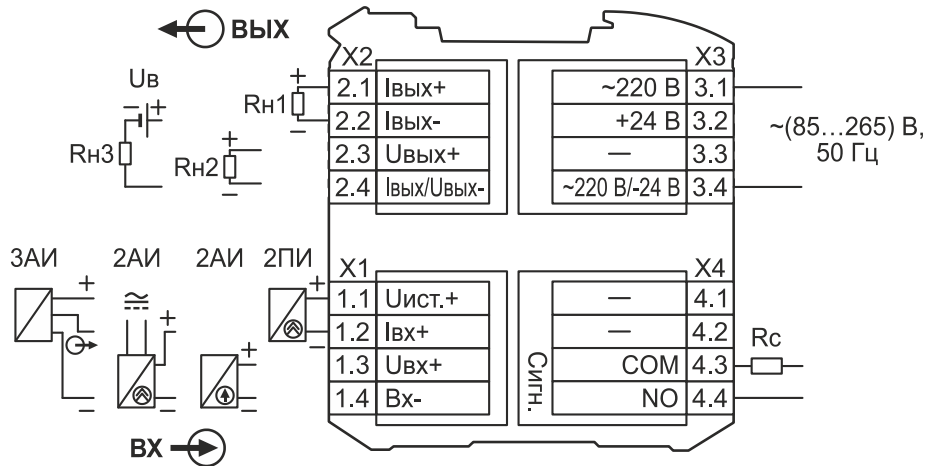 ВЫХ
X2 X3
Uв
2.1 Iвых+ ~220 В 3.1
Rн1
2.2 Iвых- +24 В 3.2
~(85...265) В,
50 Гц
Rн3
Rн2
2.3 Uвых+ — 3.3
2.4 Iвых/Uвых- ~220 В/-24 В 3.4
3АИ 2АИ 2АИ 2ПИ
X1 X4
1.1 Uист.+ — 4.1
1.2 Iвх+ — 4.2
Rc
1.3 Uвх+ COM 4.3
1.4 Вх- NO 4.4
Сигн.
ВХ